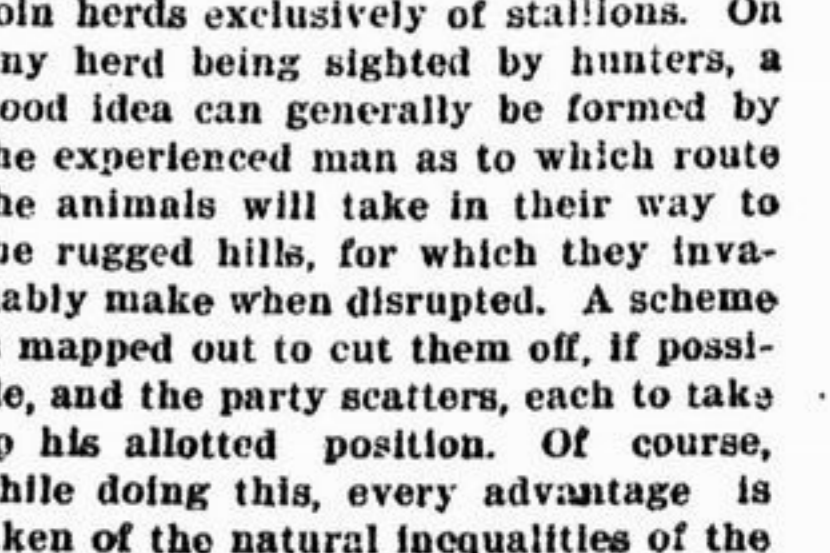 oin herds exclusively of stallions. On
ny herd being sighted by hunters, a
ood idea can generally be formed by
he experienced man as to which route
he animals will take in their way to
he rugged hills, for which they inva-
ably make when disrupted. A scheme
s mapped out to cut them off, if possi-
le, and the party scatters, each to take
p his allotted position. Of course,
hile doing this, every advantage is
ken of the natural inequalities of the